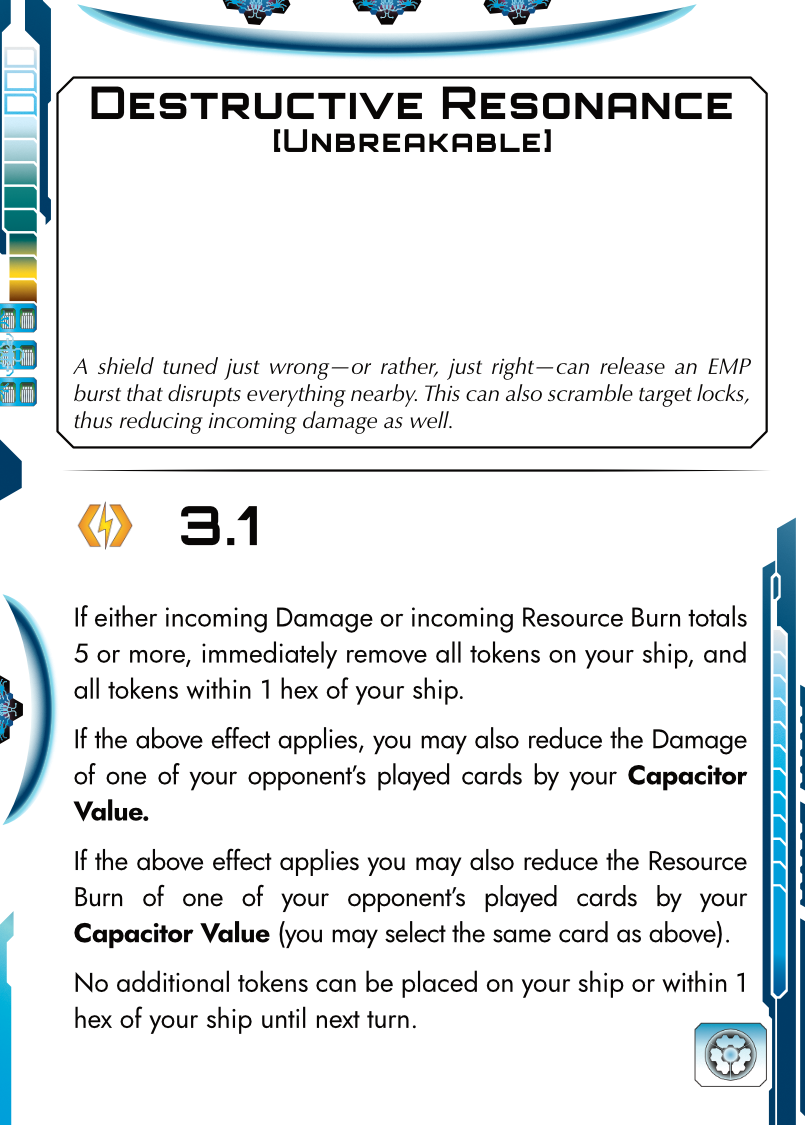 Destructive Resonance
[Unbreakable]
A shield tuned just wrong—or rather, just right—can release an EMP
burst that disrupts everything nearby. This can also scramble target locks,
thus reducing incoming damage as well.
3.1
If either incoming Damage or incoming Resource Burn totals
5 or more, immediately remove all tokens on your ship, and
all tokens within 1 hex of your ship.
If the above effect applies, you may also reduce the Damage
of one of your opponent's played cards by your Capacitor
Value.
If the above effect applies you may also reduce the Resource
Burn of one of your opponent's played cards by your
Capacitor Value (you may select the same card as above).
No additional tokens can be placed on your ship or within 1
hex of your ship until next turn.